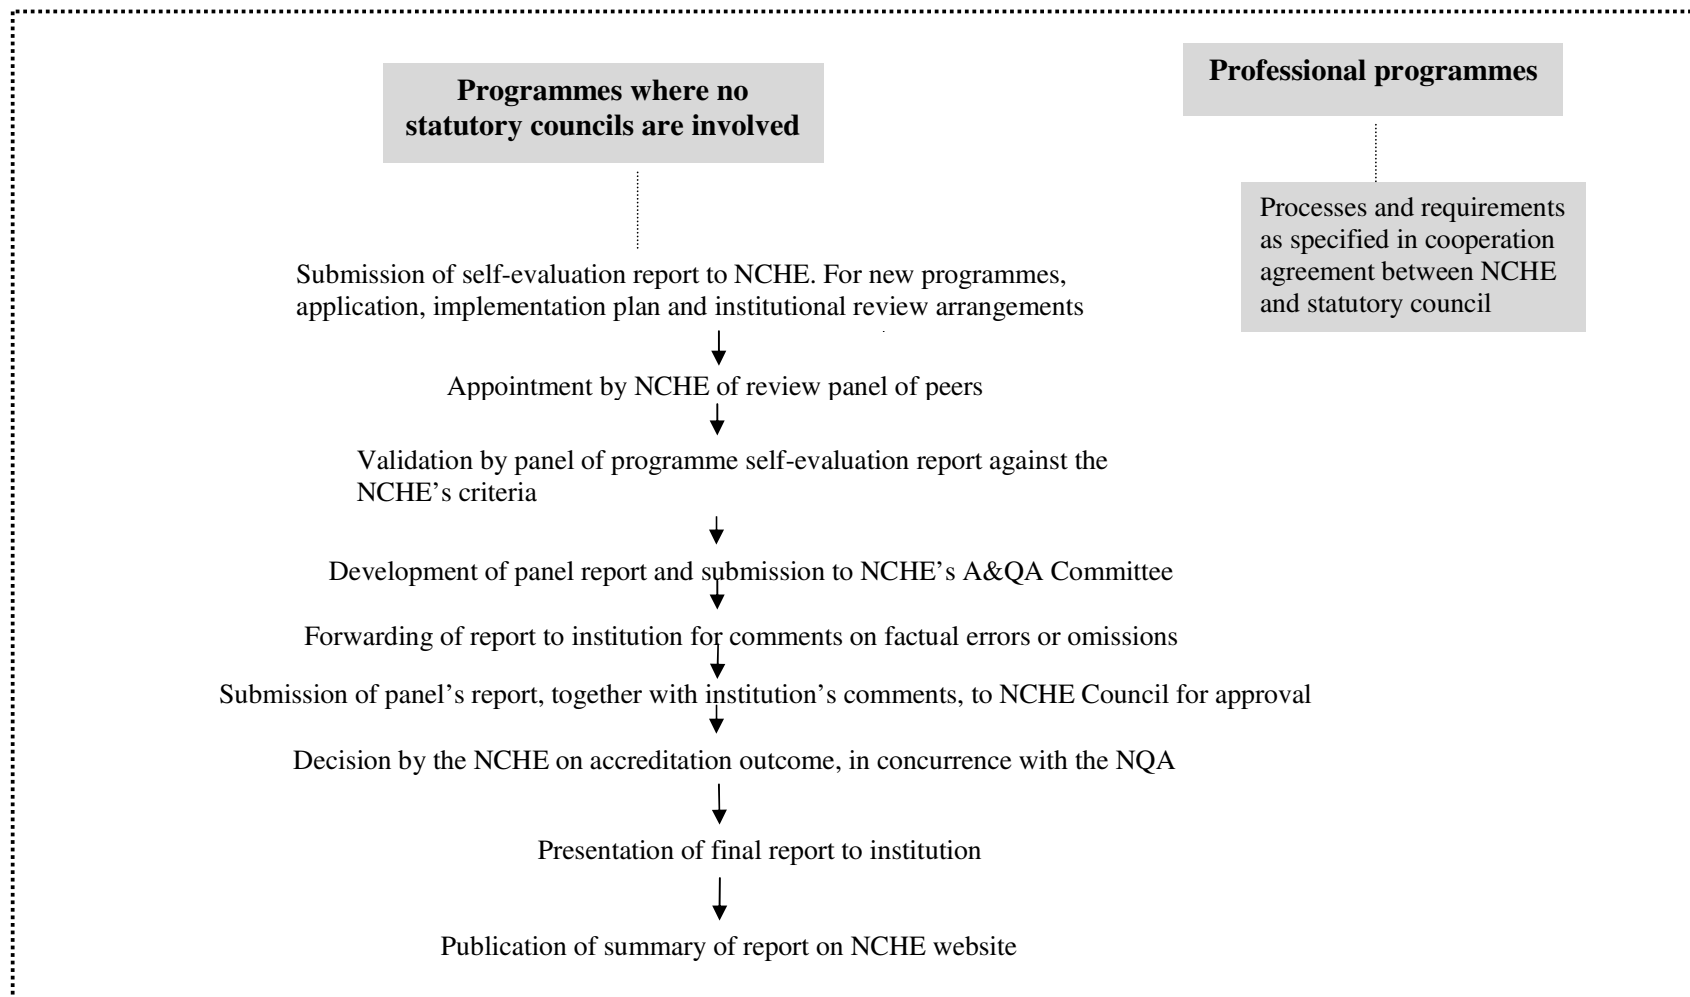 Programmes where no
statutory councils are involved
Professional programmes
Processes and requirements
as specified in cooperation
agreement between NCHE
and statutory council
Submission of self-evaluation report to NCHE. For new programmes,
application, implementation plan and institutional review arrangements
Appointment by NCHE of review panel of peers
Validation by panel of programme self-evaluation report against the
NCHE’s criteria
Development of panel report and submission to NCHE’s A&QA Committee
Forwarding of report to institution for comments on factual errors or omissions
Submission of panel’s report, together with institution’s comments, to NCHE Council for approval
Decision by the NCHE on accreditation outcome, in concurrence with the NQA
Presentation of final report to institution
Publication of summary of report on NCHE website